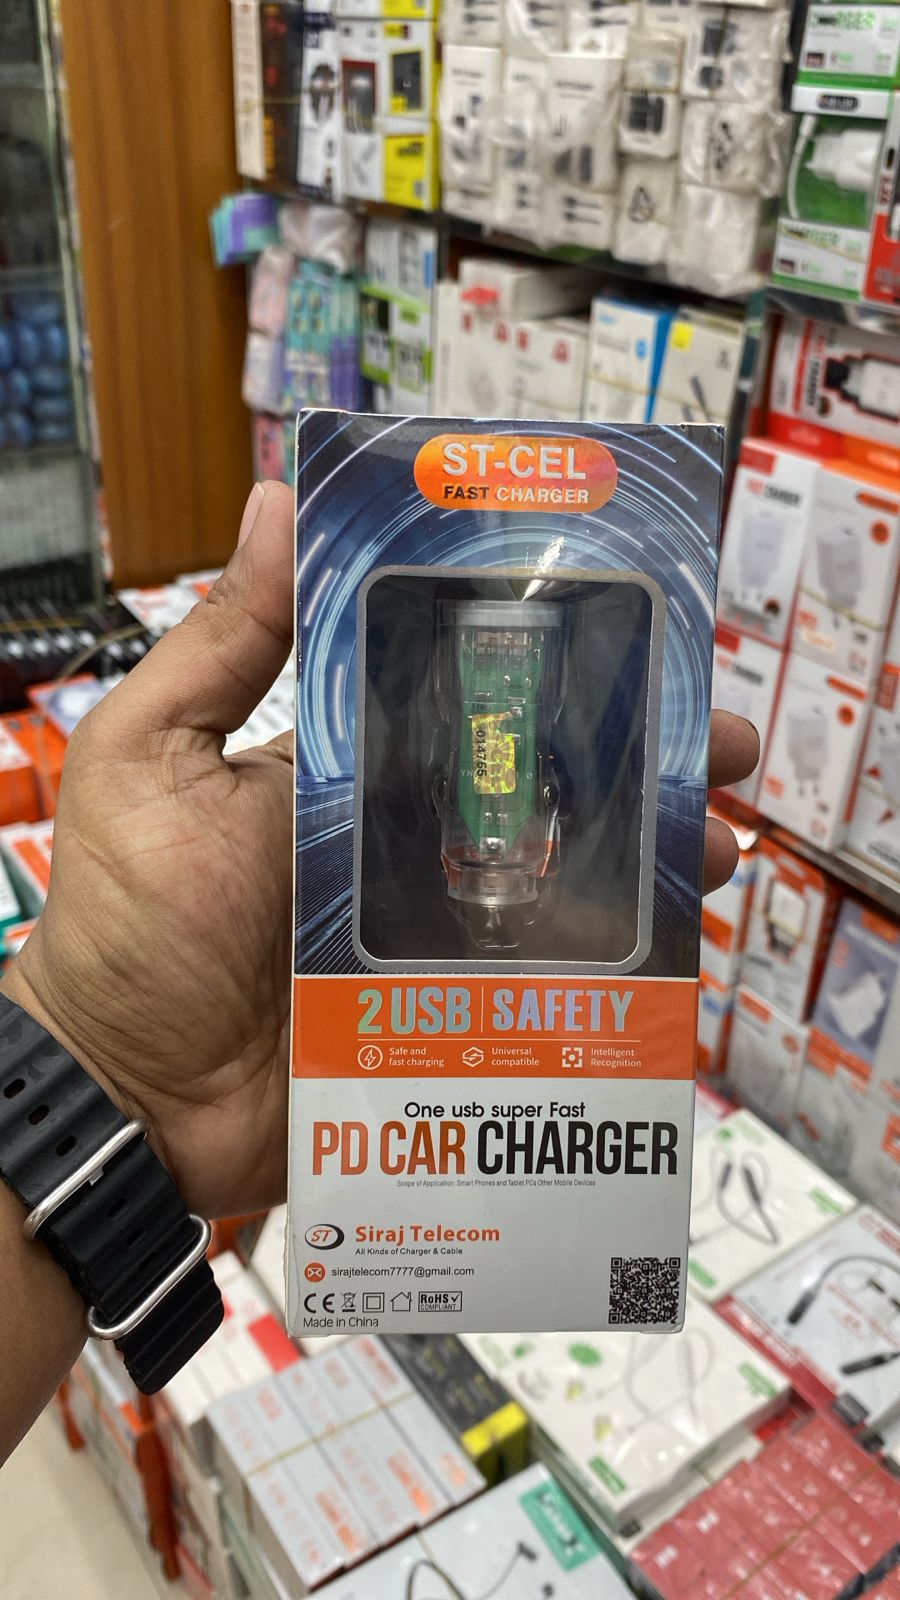 ST-CEL
FAST CHARGER
014765
2 USB SAFETY
Safe and
fast charging
Universal
compatible
Intelligent
Recognition
One usb super Fast
PD CAR CHARGER
Scope of Application: Smart Phones and Tablet PCs Other Mobile Devices
ST Siraj Telecom
All Kinds of Charger & Cable
sirajtelecom7777@gmail.com
CE RoHS
COMPLIANT
Made in China